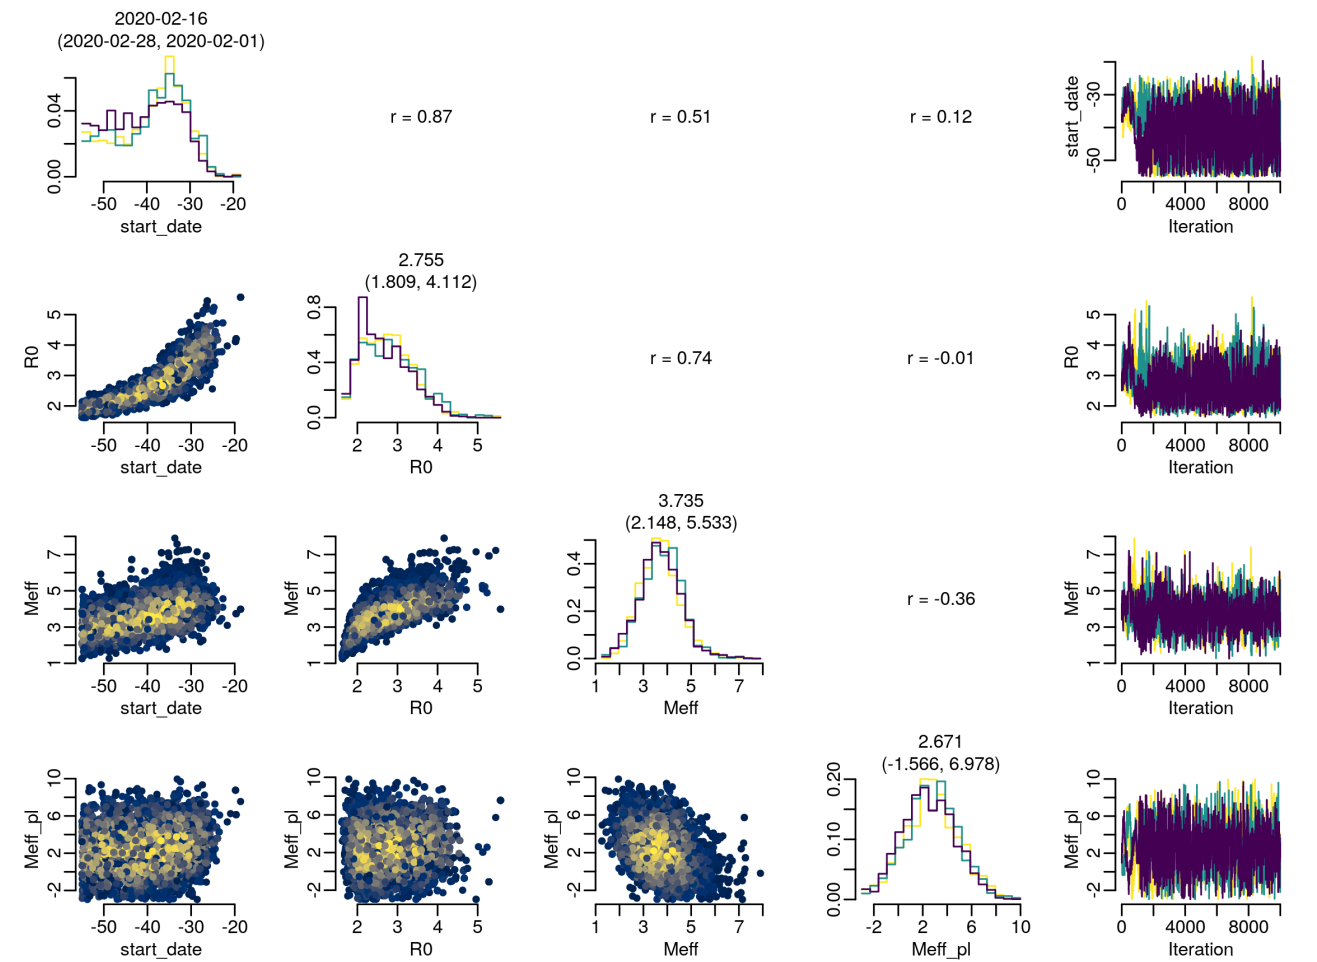 2020-02-16
(2020-02-28, 2020-02-01)
0.00 0.04
-50 -40 -30 -20
start_date
r = 0.87
r = 0.51
r = 0.12
start_date
-50 -30
0 4000 8000
Iteration
R0
2 3 4 5
-50 -40 -30 -20
start_date
2.755
(1.809, 4.112)
0.0 0.4 0.8
2 3 4 5
R0
r = 0.74
r = -0.01
R0
2 3 4 5
0 4000 8000
Iteration
Meff
1 3 5 7
-50 -40 -30 -20
start_date
Meff
1 3 5 7
2 3 4 5
R0
3.735
(2.148, 5.533)
0.0 0.2 0.4
1 3 5 7
Meff
r = -0.36
Meff
1 3 5 7
0 4000 8000
Iteration
Meff_pl
-2 2 6 10
-50 -40 -30 -20
start_date
Meff_pl
-2 2 6 10
2 3 4 5
R0
Meff_pl
-2 2 6 10
1 3 5 7
Meff
2.671
(-1.566, 6.978)
0.00 0.10 0.20
-2 2 6 10
Meff_pl
Meff_pl
-2 2 6 10
0 4000 8000
Iteration